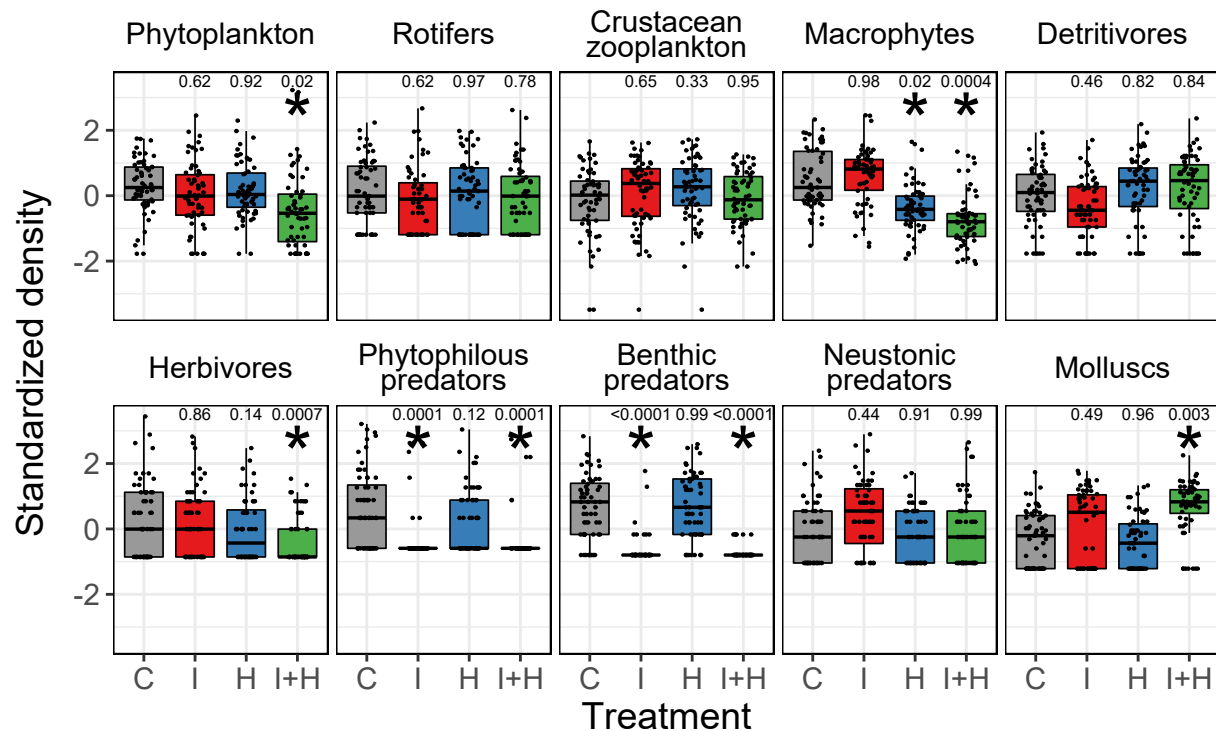 Phytoplankton
Rotifers
Crustacean
zooplankton
Macrophytes
Detritivores
0.62 0.92 0.02
0.62 0.97 0.78
0.65 0.33 0.95
0.98 0.02 0.0004
0.46 0.82 0.84
* * * 
2
0
-2
Herbivores
Phytophilous
predators
Benthic
predators
Neustonic
predators
Molluscs
0.86 0.14 0.0007
0.0001 0.12 0.0001
<0.0001 0.99 <0.0001
0.44 0.91 0.99
0.49 0.96 0.003
* * * * * *
2
0
-2
Standardized density
C I H I+H
C I H I+H
C I H I+H
C I H I+H
C I H I+H
Treatment